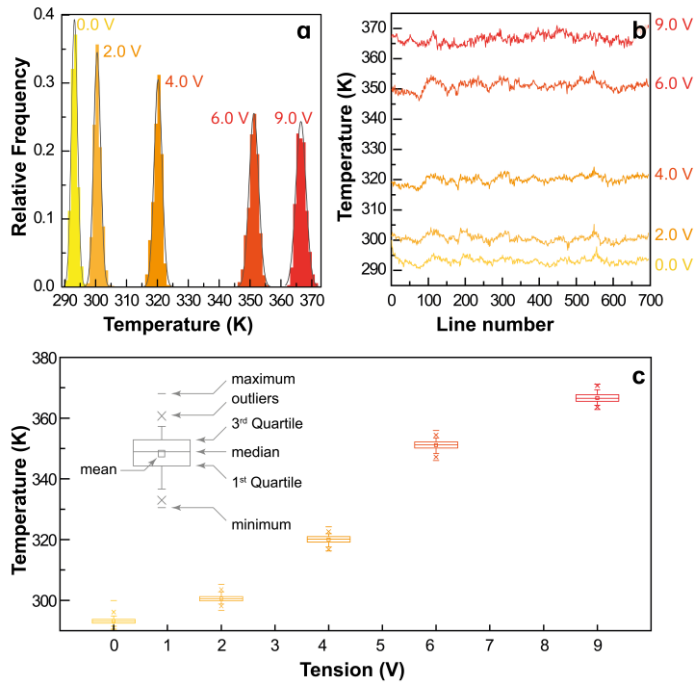 a
0.0 V
2.0 V
4.0 V
6.0 V
9.0 V
0.4
0.3
0.2
0.1
0.0
Relative Frequency
290 300 310 320 330 340 350 360 370
Temperature (K)
b
9.0 V
6.0 V
4.0 V
2.0 V
0.0 V
370
360
350
340
330
320
310
300
290
Temperature (K)
0 100 200 300 400 500 600 700
Line number
c
maximum
outliers
3rd Quartile
median
mean
1st Quartile
minimum
380
360
340
320
300
Temperature (K)
0 1 2 3 4 5 6 7 8 9
Tension (V)